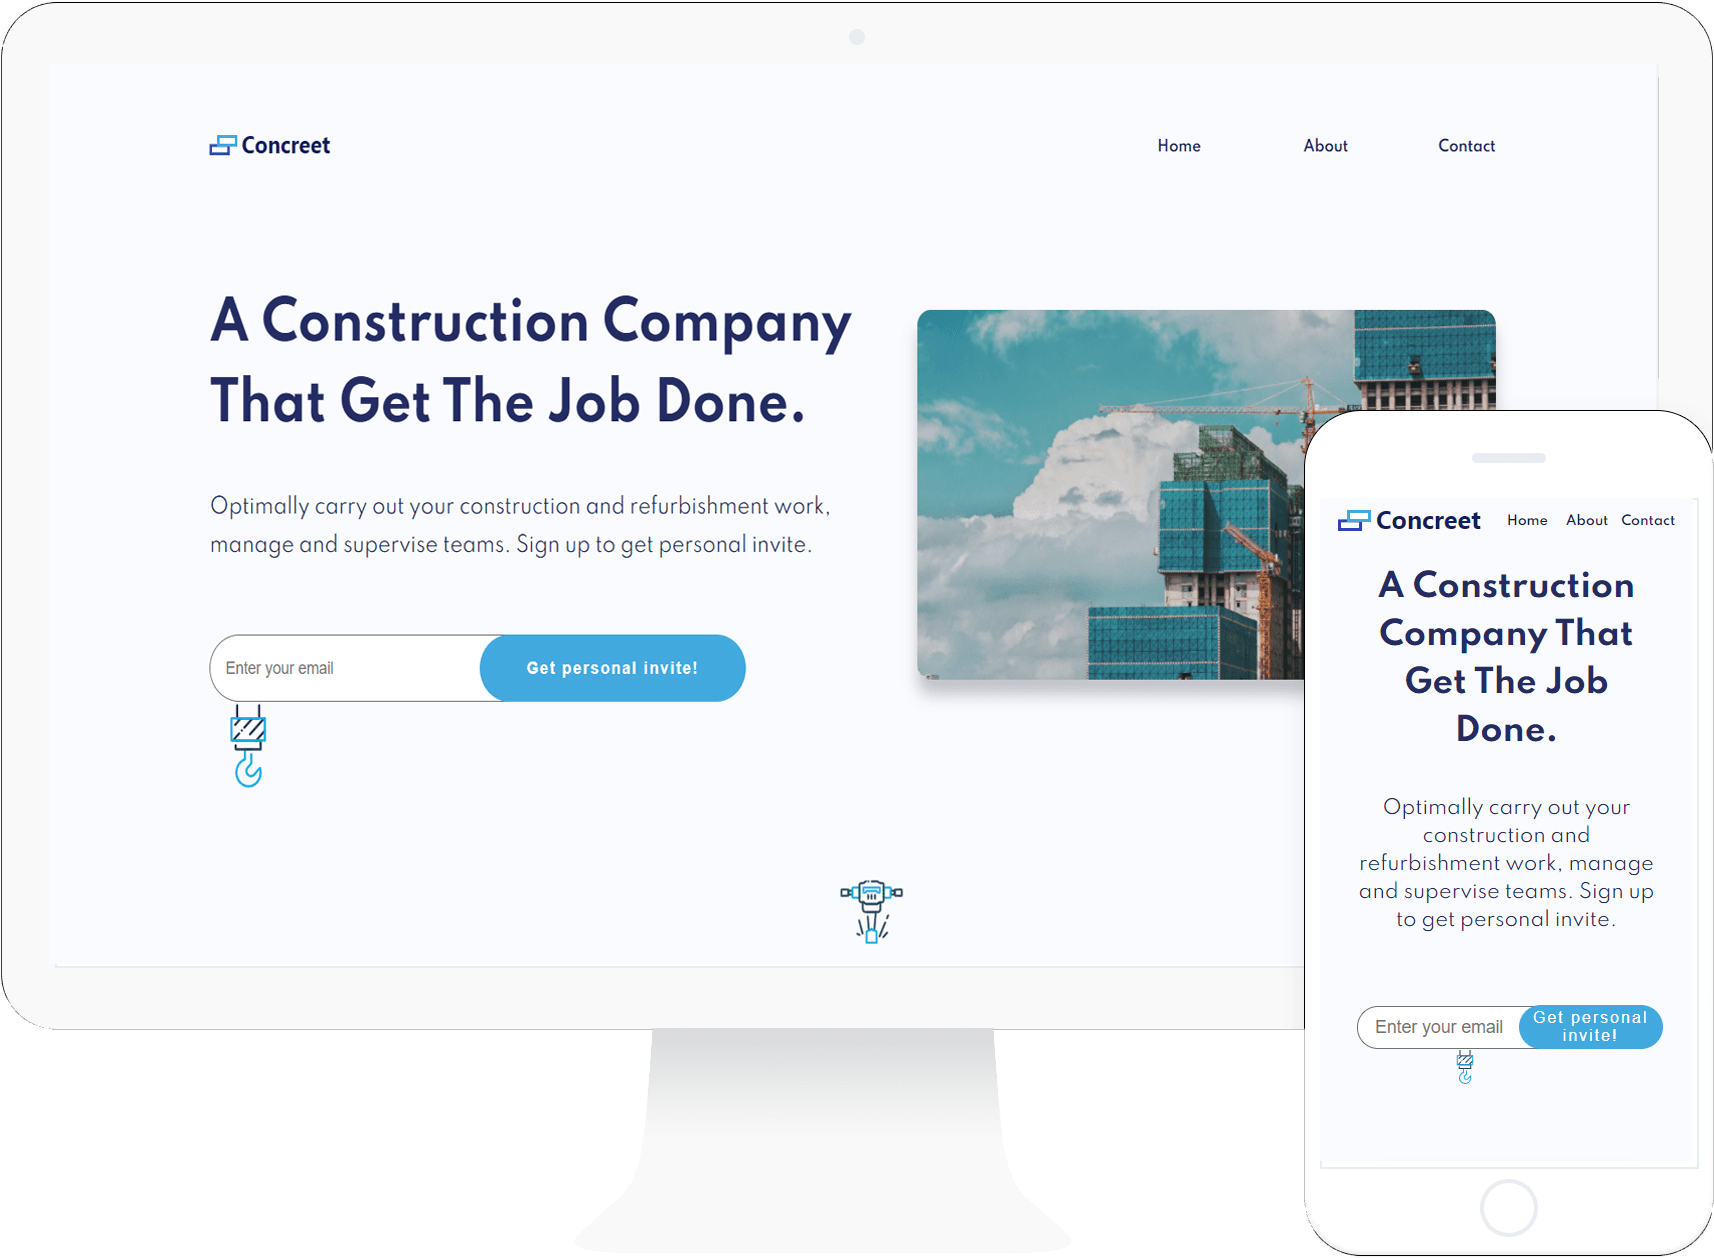 Concreet
Home About Contact
A Construction Company
That Get The Job Done.
Optimally carry out your construction and refurbishment work,
manage and supervise teams. Sign up to get personal invite.
Enter your email Get personal invite!
Concreet Home About Contact
A Construction
Company That
Get The Job
Done.
Optimally carry out your
construction and
refurbishment work, manage
and supervise teams. Sign up
to get personal invite.
Enter your email
Get personal
invite!